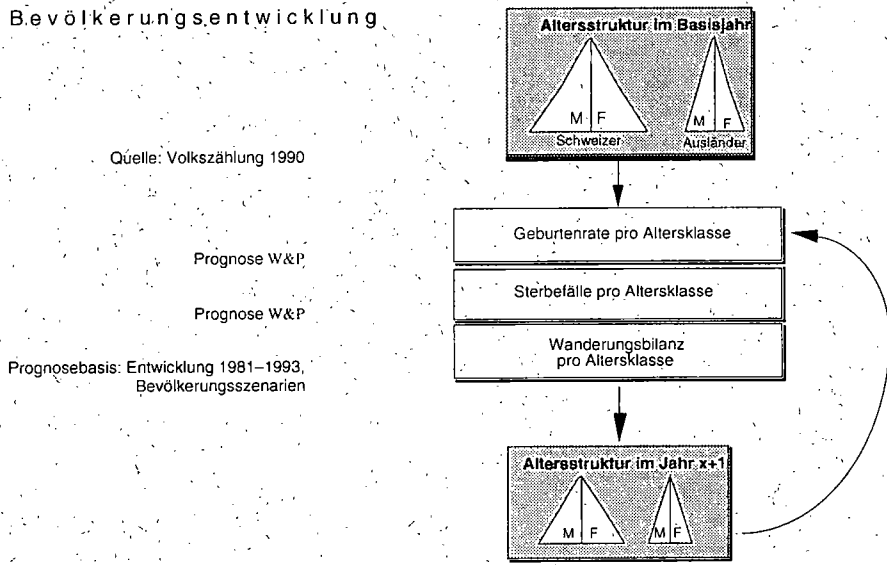 Bevölkerungsentwicklung
Altersstruktur im Basisjahr
M F
M F
Schweizer
Ausländer
Quelle: Volkszählung 1990
Geburtenrate pro Altersklasse
Prognose W&P
Sterbefälle pro Altersklasse
Prognose W&P
Wanderungsbilanz
pro Altersklasse
Prognosebasis: Entwicklung 1981–1993,
Bevölkerungsszenarien
Altersstruktur im Jahr x+1
M F
M F